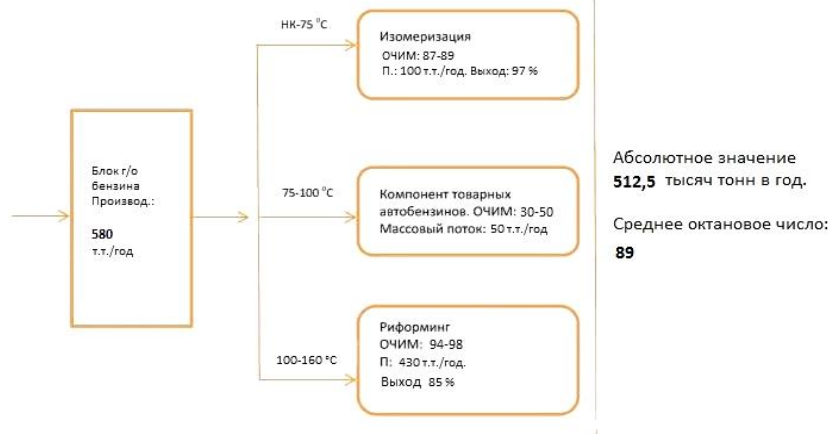 НК-75 °С
Изомеризация
ОЧИМ: 87-89
П.: 100 т.т./год. Выход: 97 %
Блок г/о
бензина
Производ.:
580
т.т./год
75-100 °С
Компонент товарных
автобензинов. ОЧИМ: 30-50
Массовый поток: 50 т.т./год
100-160 °С
Риформинг
ОЧИМ: 94-98
П: 430 т.т./год.
Выход 85 %
Абсолютное значение
512,5 тысяч тонн в год.
Среднее октановое число:
89